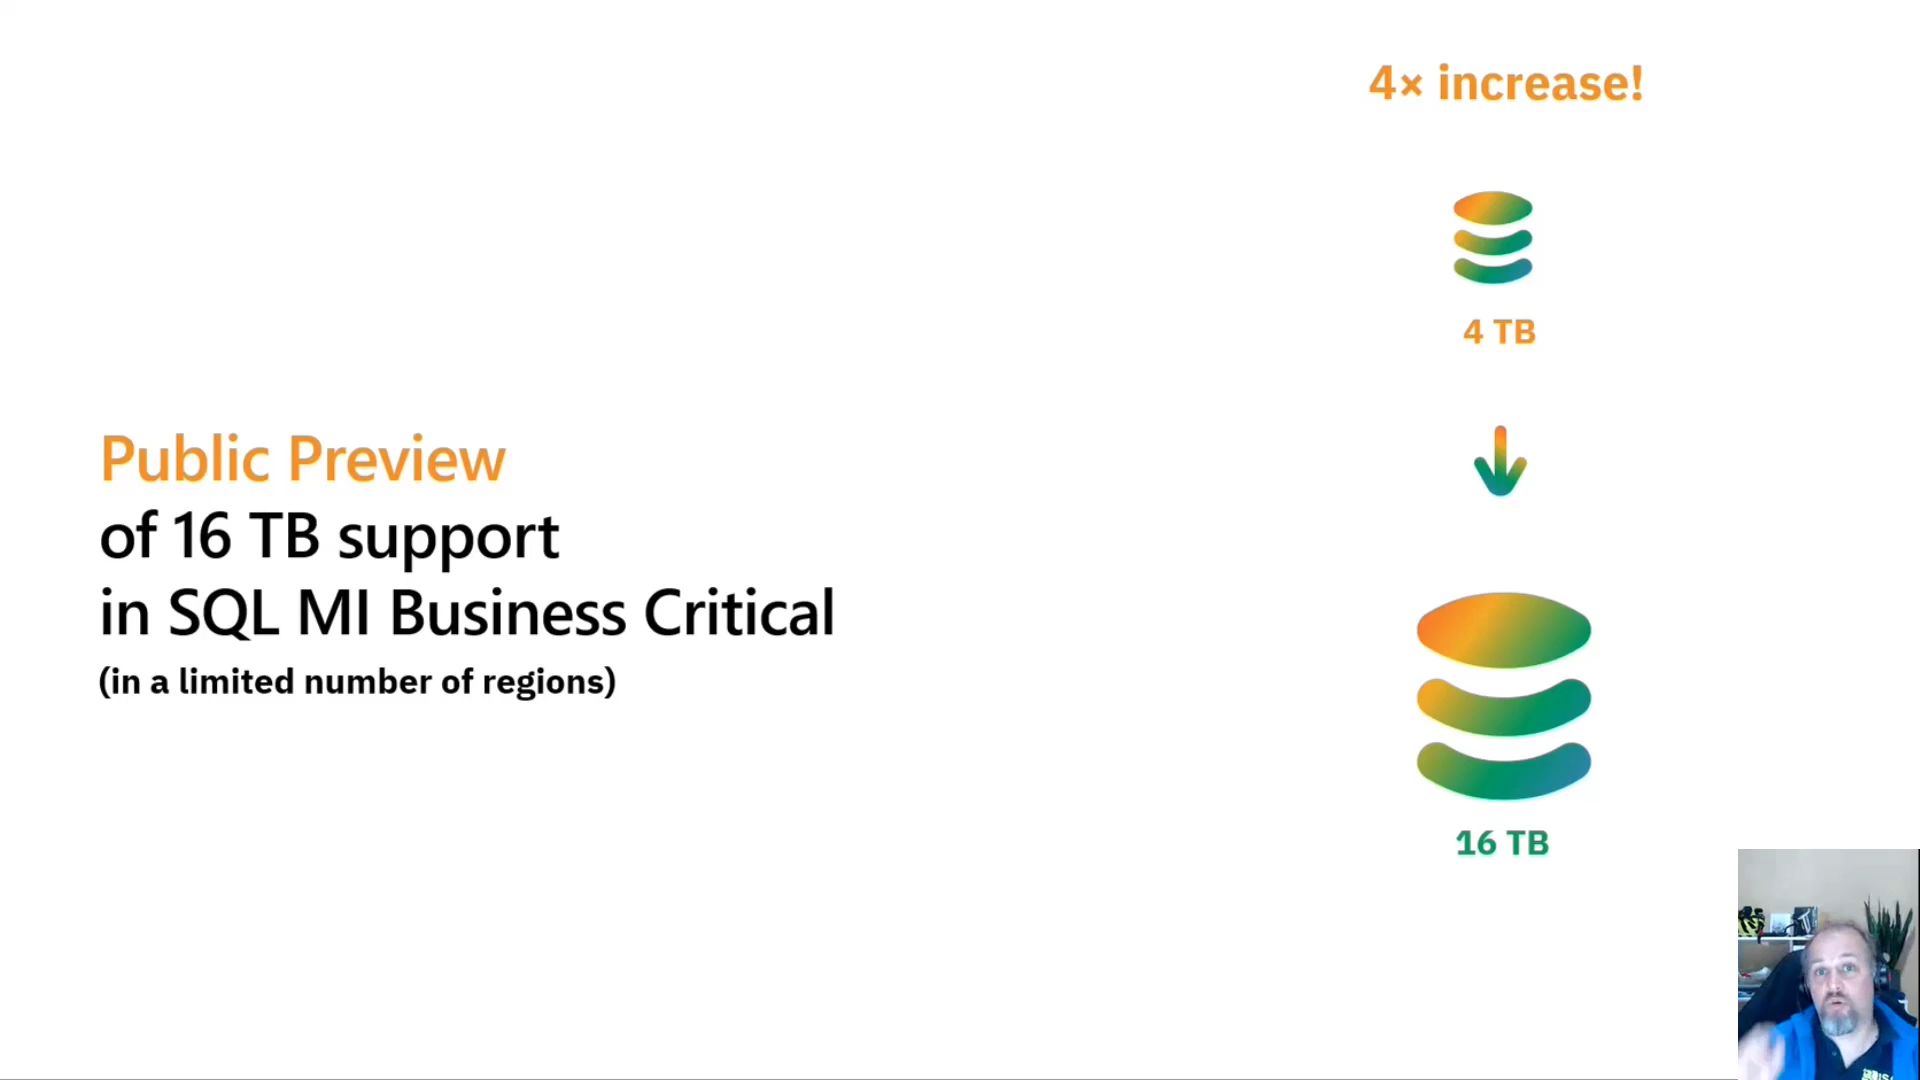 4× increase!
4 TB
Public Preview
of 16 TB support
in SQL MI Business Critical
(in a limited number of regions)
16 TB